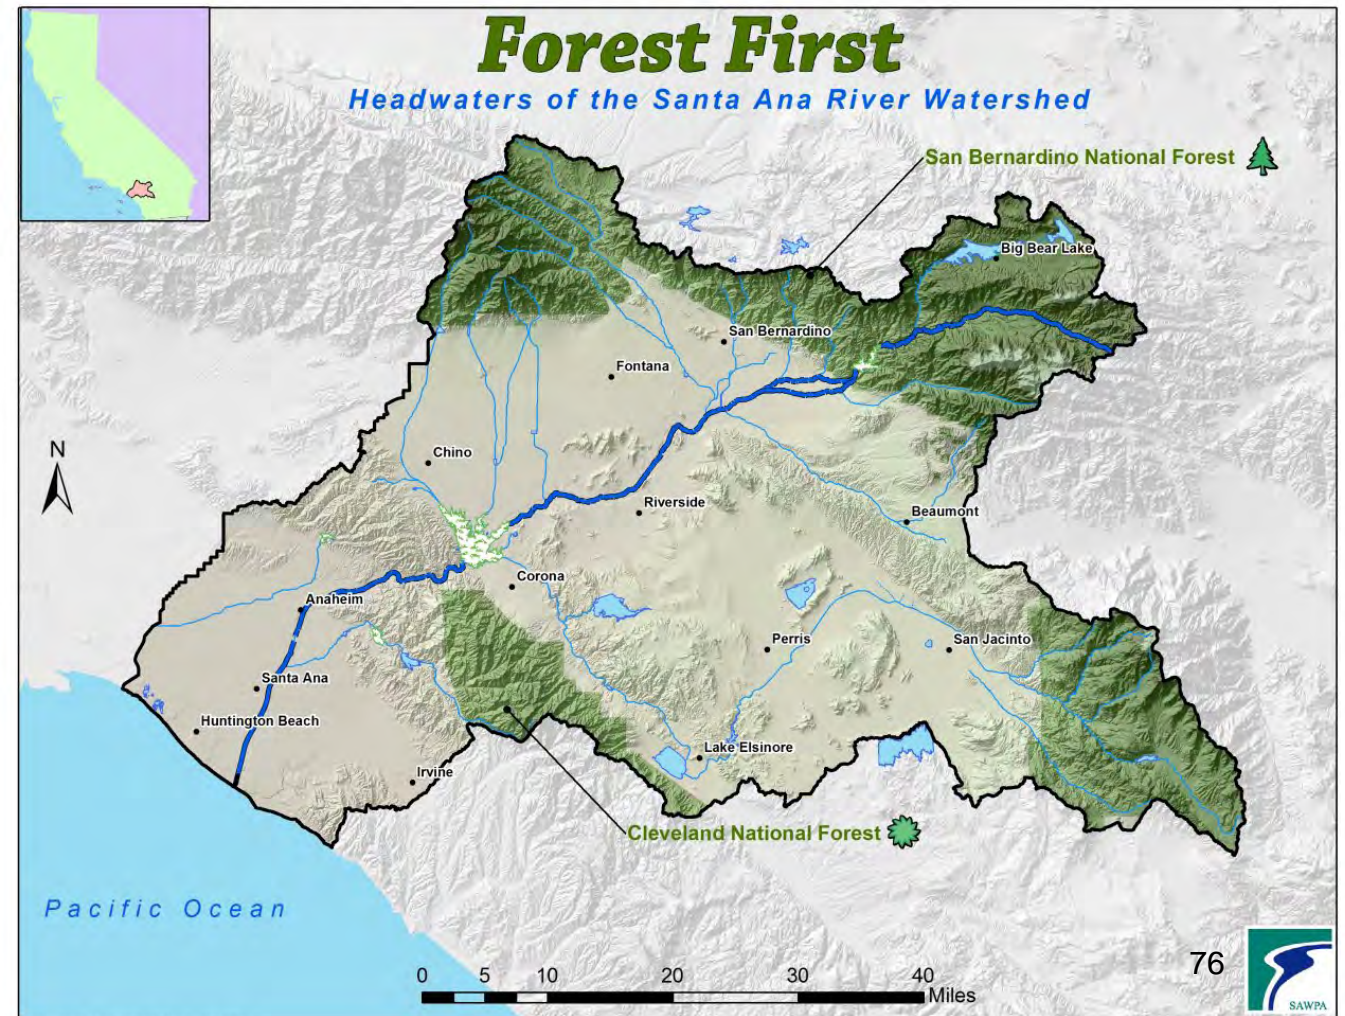 Forest First
Headwaters of the Santa Ana River Watershed
San Bernardino National Forest
Big Bear Lake
San Bernardino
Fontana
Chino
N
Riverside
Beaumont
Corona
Anaheim
Perris
San Jacinto
Santa Ana
Huntington Beach
Lake Elsinore
Irvine
Cleveland National Forest
Pacific Ocean
0 5 10 20 30 40
Miles
76
SAWPA